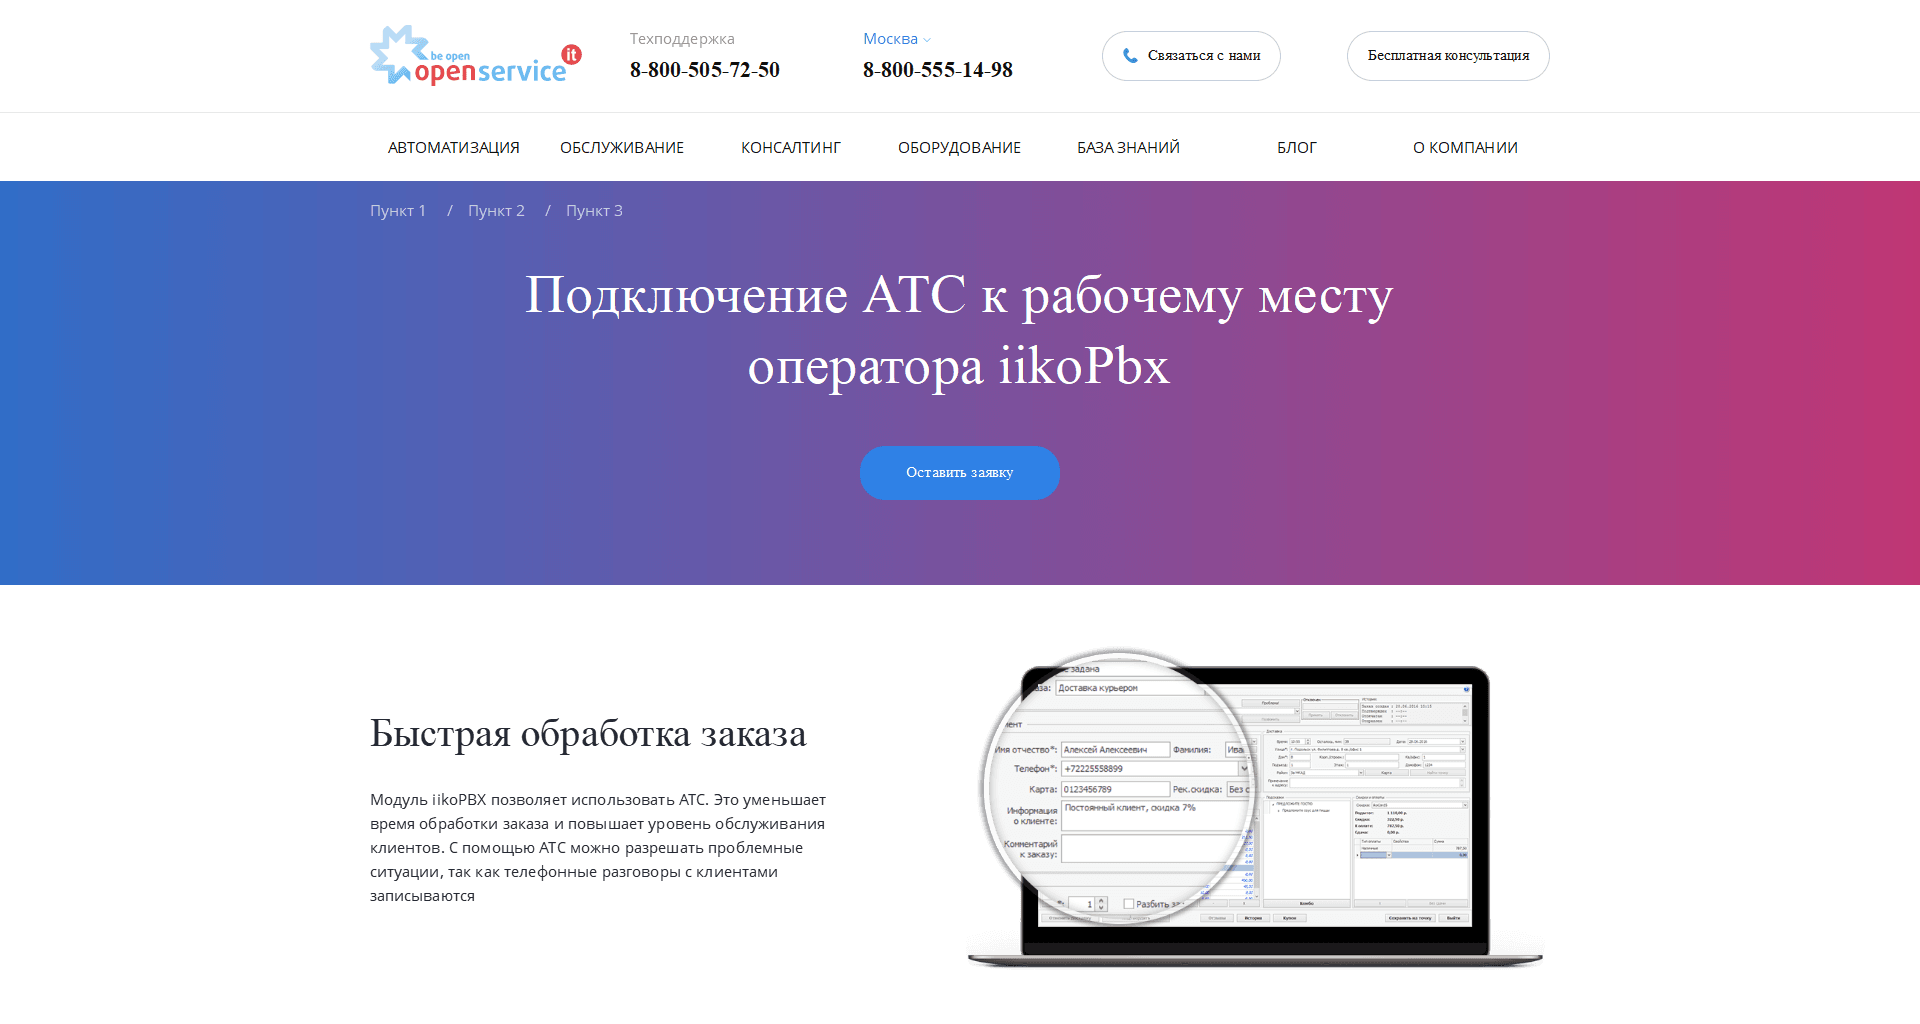 be open
openservice it
Техподдержка
8-800-505-72-50
Москва
8-800-555-14-98
Связаться с нами
Бесплатная консультация
АВТОМАТИЗАЦИЯ
ОБСЛУЖИВАНИЕ
КОНСАЛТИНГ
ОБОРУДОВАНИЕ
БАЗА ЗНАНИЙ
БЛОГ
О КОМПАНИИ
Пункт 1 / Пункт 2 / Пункт 3
Подключение АТС к рабочему месту
оператора iikoPbx
Оставить заявку
Быстрая обработка заказа
Модуль iikoPBX позволяет использовать АТС. Это уменьшает
время обработки заказа и повышает уровень обслуживания
клиентов. С помощью АТС можно разрешать проблемные
ситуации, так как телефонные разговоры с клиентами
записываются
задана
Доставка курьером
Имя отчество*: Алексей Алексеевич Фамилия: Ива
Телефон*: +72225558899
Карта: 0123456789 Рек.скидка: Без с
Информация
о клиенте: Постоянный клиент, скидка 7%
Комментарий
к заказу:
1 Разбить